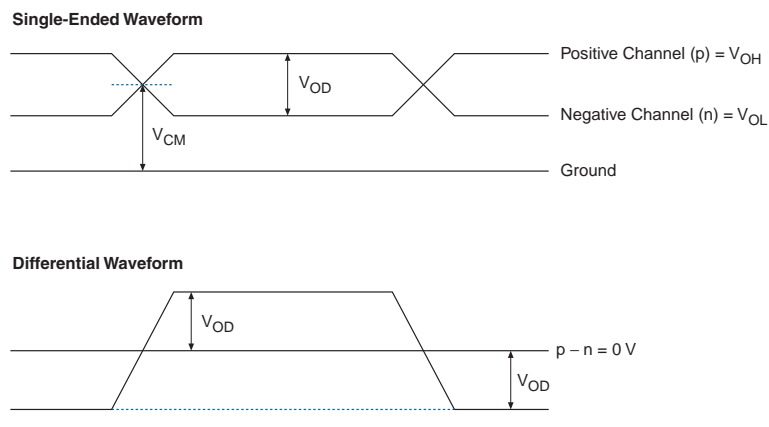 Single-Ended Waveform
Positive Channel (p) = VOH
VOD
Negative Channel (n) = VOL
VCM
Ground
Differential Waveform
VOD
p − n = 0 V
VOD